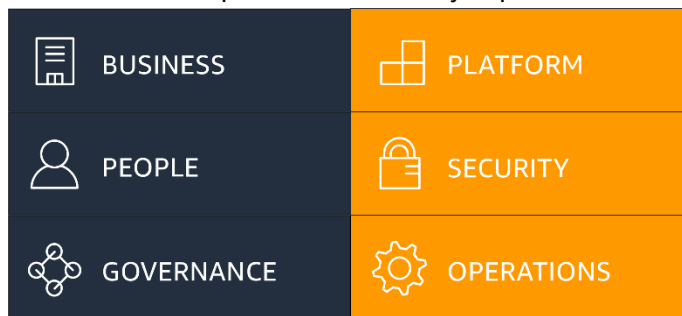 BUSINESS
PLATFORM
PEOPLE
SECURITY
GOVERNANCE
OPERATIONS